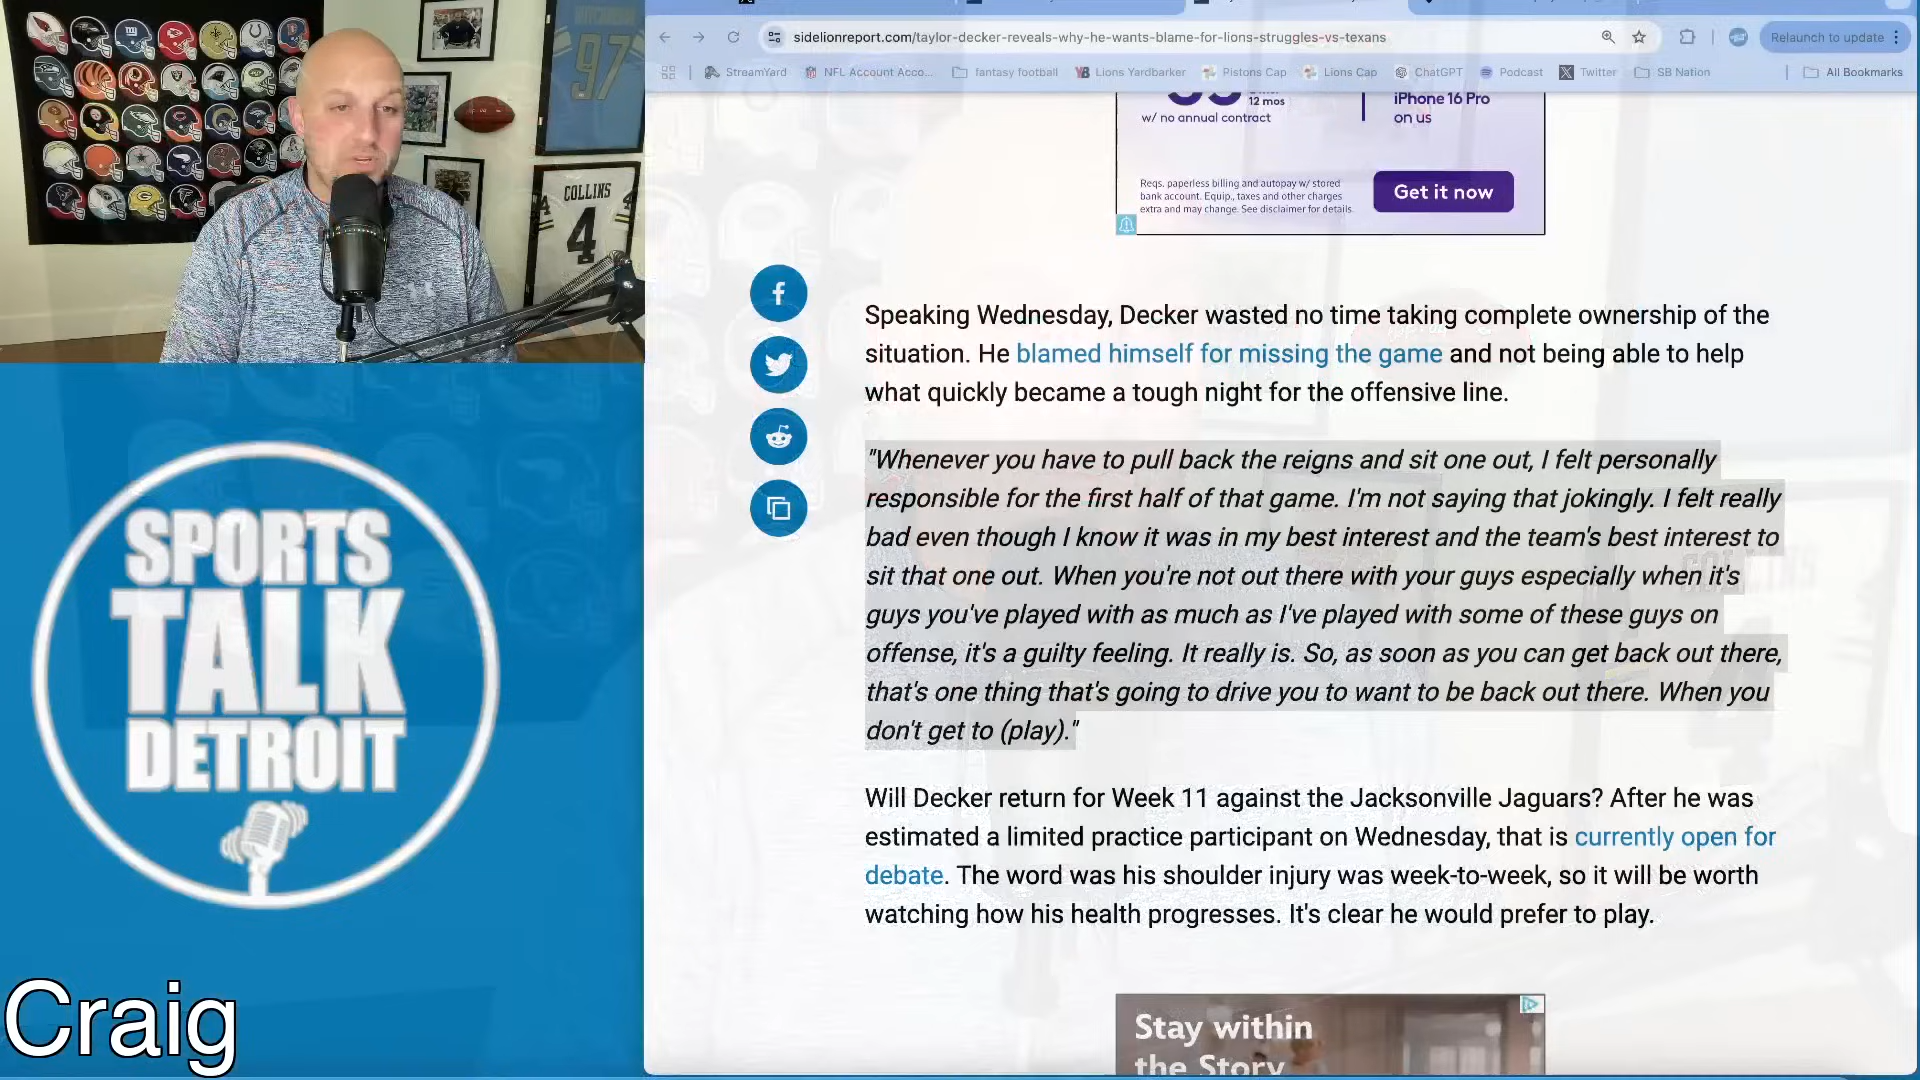 sidelionreport.com/taylor-decker-reveals-why-he-wants-blame-for-lions-struggles-vs-texans
Relaunch to update
StreamYard
NFL Account Acco...
fantasy football
Lions Yardbarker
Pistons Cap
Lions Cap
ChatGPT
Podcast
Twitter
SB Nation
All Bookmarks
97
COLLINS
4
12 mos
w/ no annual contract
iPhone 16 Pro
on us
Reqs. paperless billing and autopay w/ stored
bank account. Equip., taxes and other charges
extra and may change. See disclaimer for details.
Get it now
Speaking Wednesday, Decker wasted no time taking complete ownership of the
situation. He blamed himself for missing the game and not being able to help
what quickly became a tough night for the offensive line.
"Whenever you have to pull back the reigns and sit one out, I felt personally
responsible for the first half of that game. I'm not saying that jokingly. I felt really
bad even though I know it was in my best interest and the team's best interest to
sit that one out. When you're not out there with your guys especially when it's
guys you've played with as much as I've played with some of these guys on
offense, it's a guilty feeling. It really is. So, as soon as you can get back out there,
that's one thing that's going to drive you to want to be back out there. When you
don't get to (play)."
Will Decker return for Week 11 against the Jacksonville Jaguars? After he was
estimated a limited practice participant on Wednesday, that is currently open for
debate. The word was his shoulder injury was week-to-week, so it will be worth
watching how his health progresses. It's clear he would prefer to play.
Stay within
the Story
SPORTS
TALK
DETROIT
Craig